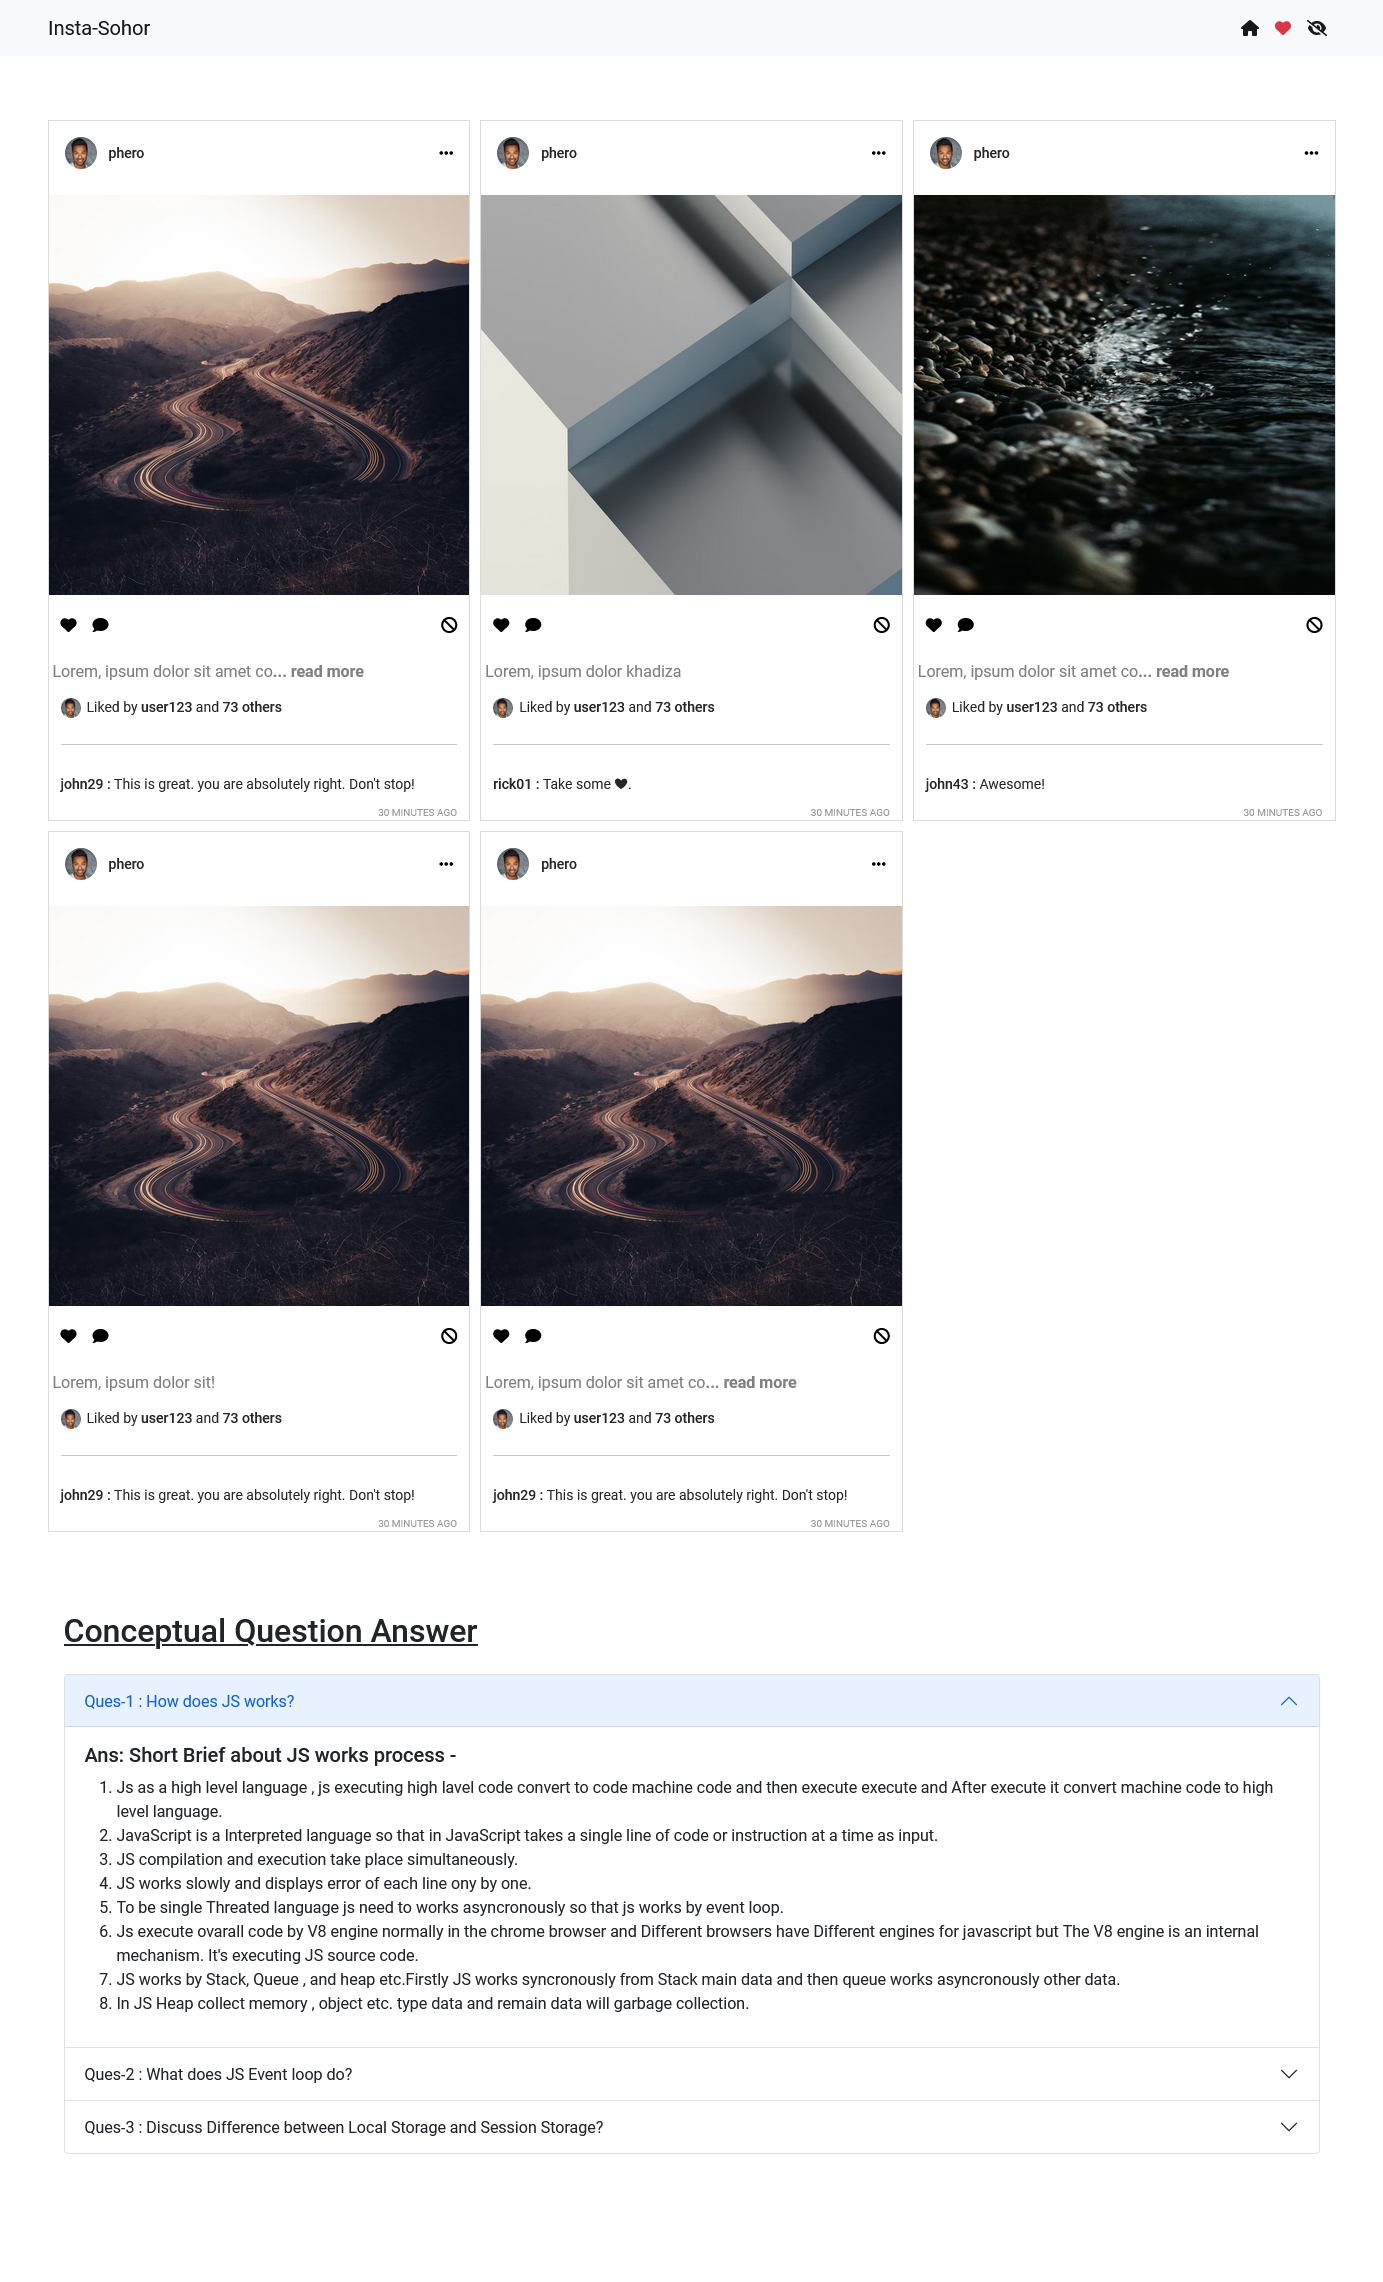 Insta-Sohor
phero
phero
phero
Lorem, ipsum dolor sit amet co... read more
Liked by user123 and 73 others
john29 : This is great. you are absolutely right. Don't stop!
30 MINUTES AGO
Lorem, ipsum dolor khadiza
Liked by user123 and 73 others
rick01 : Take some ♥.
30 MINUTES AGO
Lorem, ipsum dolor sit amet co... read more
Liked by user123 and 73 others
john43 : Awesome!
30 MINUTES AGO
phero
phero
Lorem, ipsum dolor sit!
Liked by user123 and 73 others
john29 : This is great. you are absolutely right. Don't stop!
30 MINUTES AGO
Lorem, ipsum dolor sit amet co... read more
Liked by user123 and 73 others
john29 : This is great. you are absolutely right. Don't stop!
30 MINUTES AGO
Conceptual Question Answer
Ques-1 : How does JS works?
Ans: Short Brief about JS works process -
1. Js as a high level language , js executing high lavel code convert to code machine code and then execute execute and After execute it convert machine code to high
level language.
2. JavaScript is a Interpreted language so that in JavaScript takes a single line of code or instruction at a time as input.
3. JS compilation and execution take place simultaneously.
4. JS works slowly and displays error of each line ony by one.
5. To be single Threated language js need to works asyncronously so that js works by event loop.
6. Js execute ovarall code by V8 engine normally in the chrome browser and Different browsers have Different engines for javascript but The V8 engine is an internal
mechanism. It's executing JS source code.
7. JS works by Stack, Queue , and heap etc.Firstly JS works syncronously from Stack main data and then queue works asyncronously other data.
8. In JS Heap collect memory , object etc. type data and remain data will garbage collection.
Ques-2 : What does JS Event loop do?
Ques-3 : Discuss Difference between Local Storage and Session Storage?